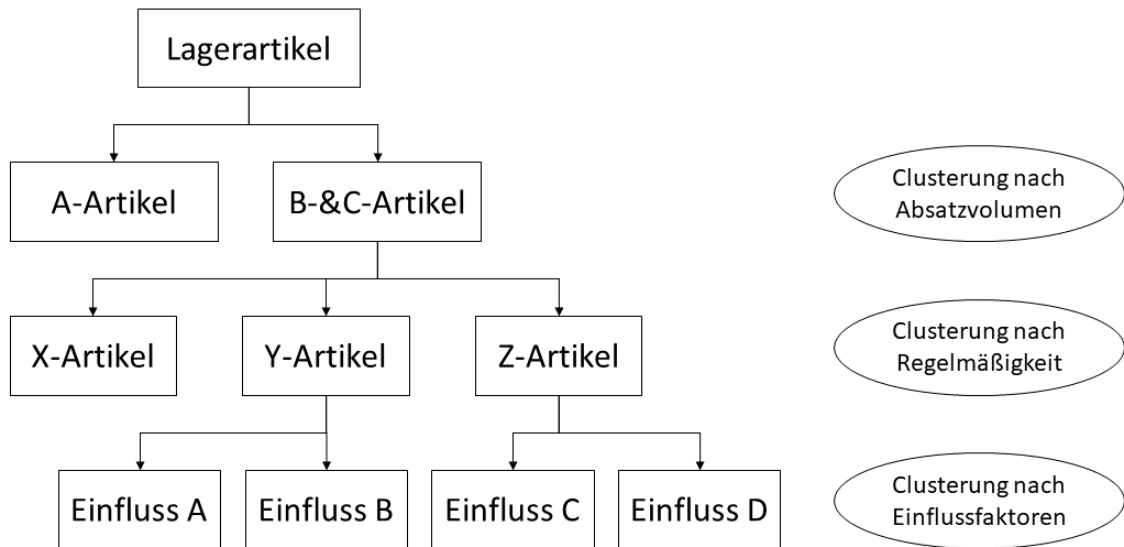 Lagerartikel
A-Artikel
B-&C-Artikel
Clusterung nach
Absatzvolumen
X-Artikel
Y-Artikel
Z-Artikel
Clusterung nach
Regelmäßigkeit
Einfluss A
Einfluss B
Einfluss C
Einfluss D
Clusterung nach
Einflussfaktoren